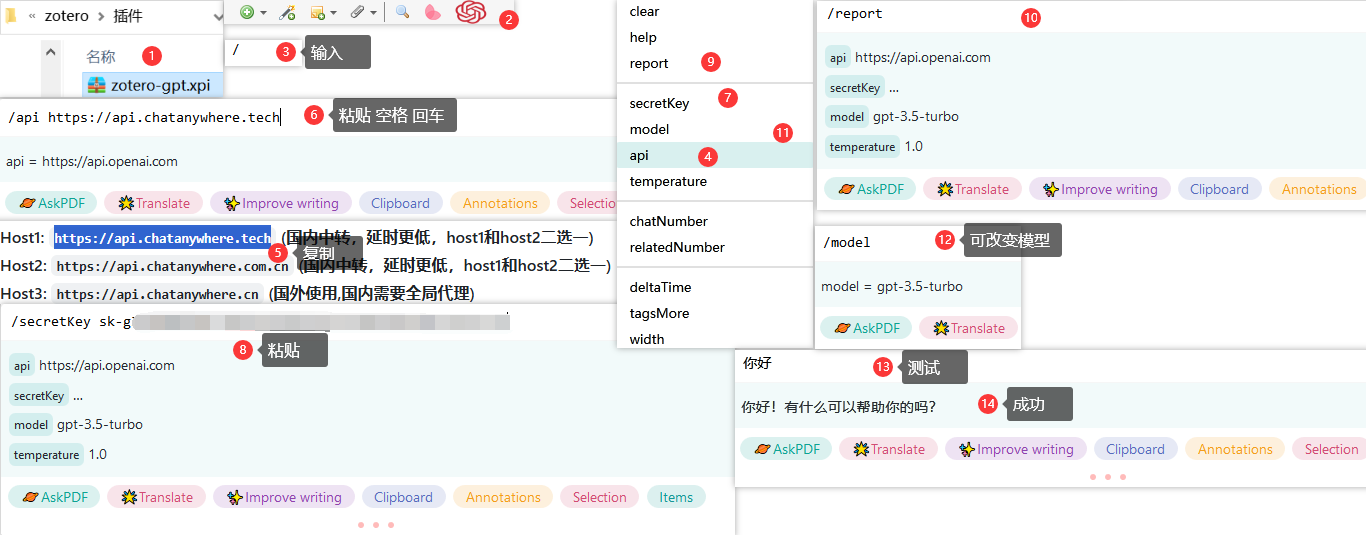 zotero
插件
2
名称
1
zotero-gpt.xpi
/
3
输入
/api https://api.chatanywhere.tech
6
粘贴 空格 回车
api = https://api.openai.com
AskPDF
Translate
Improve writing
Clipboard
Annotations
Selectio
Host1: https://api.chatanywhere.tech (国内中转，延时更低，host1和host2二选一)
5
复制
Host2: https://api.chatanywhere.com.cn (国内中转，延时更低，host1和host2二选一)
Host3: https://api.chatanywhere.cn (国外使用,国内需要全局代理)
/secretKey sk-g
8
粘贴
api https://api.openai.com
secretKey ...
model gpt-3.5-turbo
temperature 1.0
AskPDF
Translate
Improve writing
Clipboard
Annotations
Selection
Items
clear
help
report
9
secretKey
7
model
11
api
4
temperature
chatNumber
relatedNumber
deltaTime
tagsMore
width
/report
10
api https://api.openai.com
secretKey ...
model gpt-3.5-turbo
temperature 1.0
AskPDF
Translate
Improve writing
Clipboard
Annotations
/model
12
可改变模型
model = gpt-3.5-turbo
AskPDF
Translate
你好
13
测试
你好！有什么可以帮助你的吗?
14
成功
AskPDF
Translate
Improve writing
Clipboard
Annotations
Selection